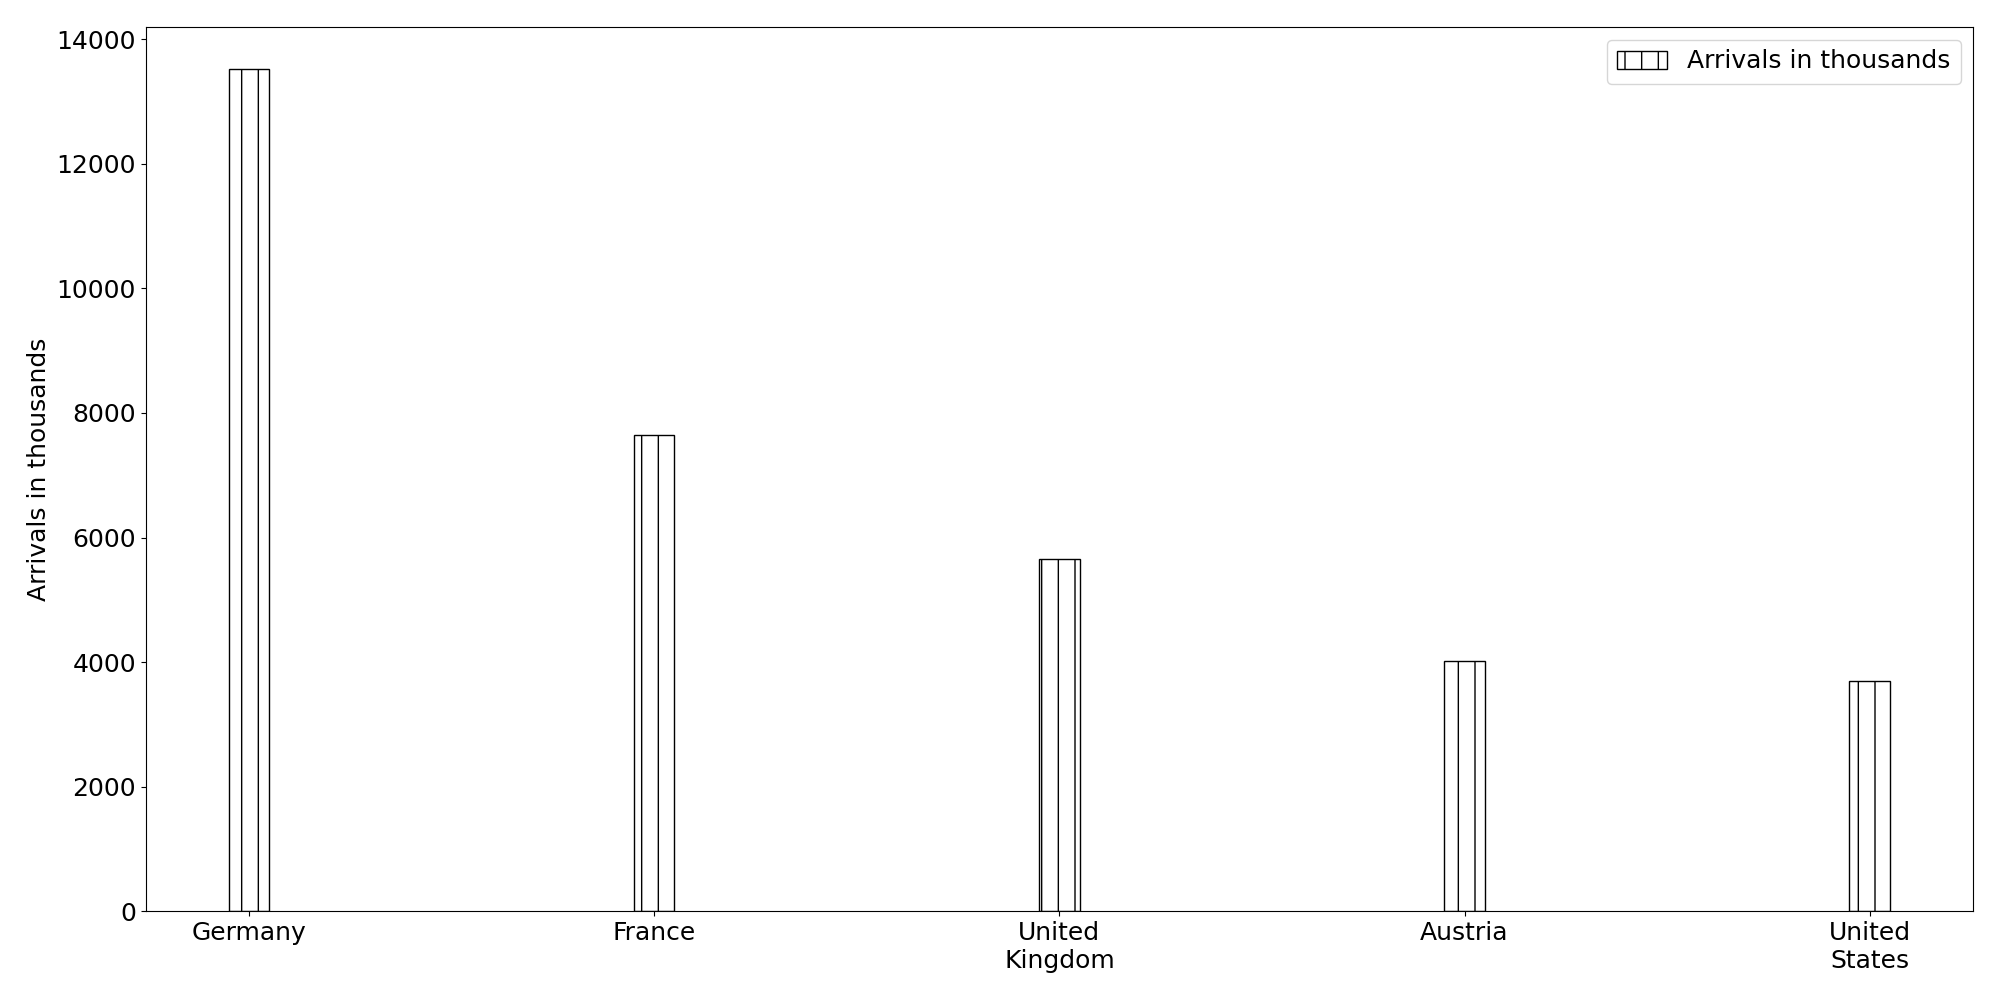 Arrivals in thousands
14000
12000
10000
8000
6000
4000
2000
0
Arrivals in thousands
Germany
France
United
Kingdom
Austria
United
States